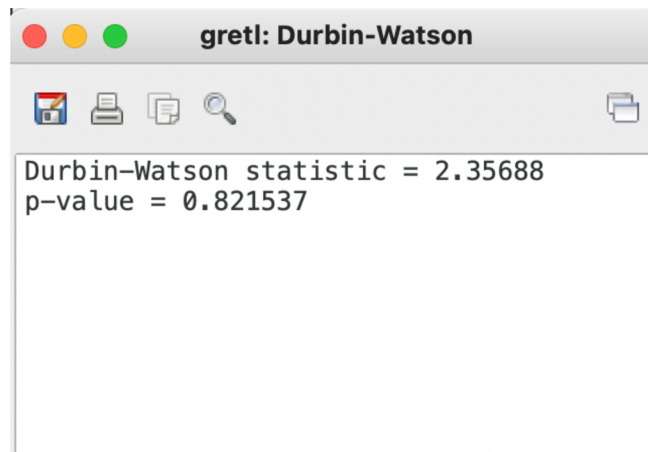 gretl: Durbin-Watson
Durbin-Watson statistic = 2.35688
p-value = 0.821537